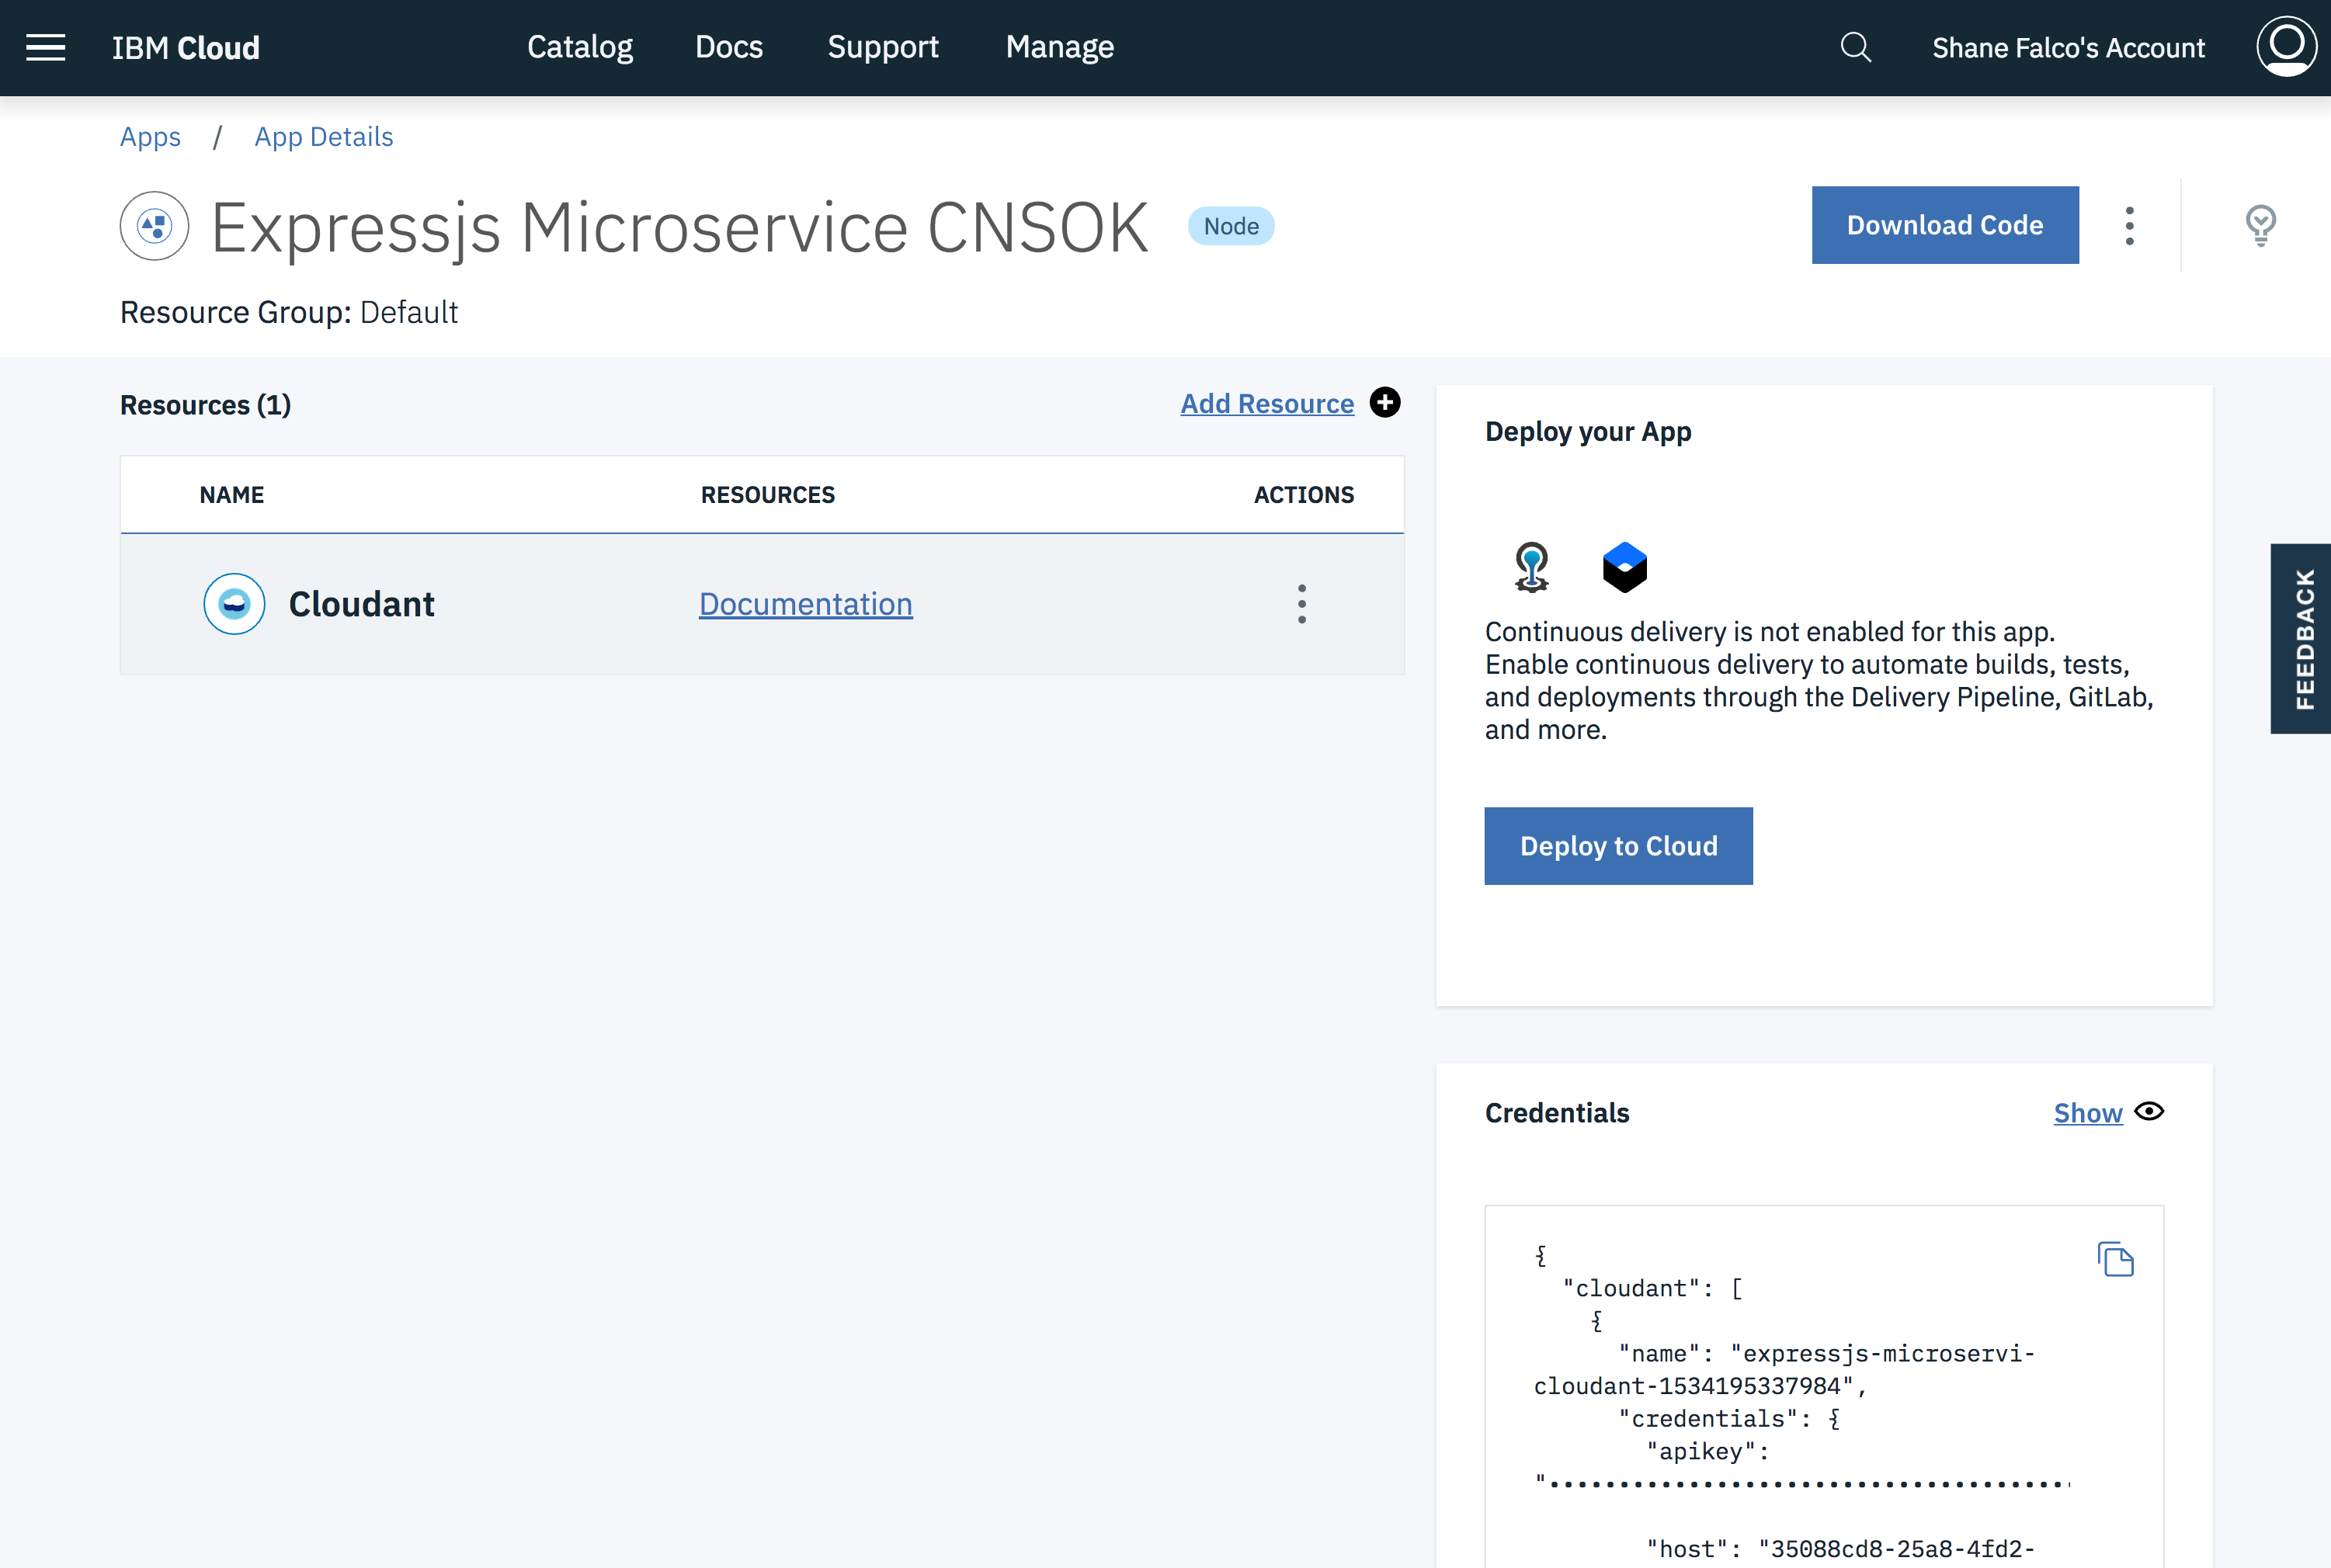 IBM Cloud
Catalog
Docs
Support
Manage
Shane Falco's Account
Apps / App Details
Expressjs Microservice CNSOK
Node
Download Code
Resource Group: Default
Resources (1)
Add Resource
NAME
RESOURCES
ACTIONS
Cloudant
Documentation
Deploy your App
Continuous delivery is not enabled for this app.
Enable continuous delivery to automate builds, tests,
and deployments through the Delivery Pipeline, GitLab,
and more.
Deploy to Cloud
FEEDBACK
Credentials
Show
{
"cloudant": [
{
"name": "expressjs-microservi-
cloudant-1534195337984",
"credentials": {
"apikey":
"•••••••••••••••••••••••••••••••••••••
"host": "35088cd8-25a8-4fd2-